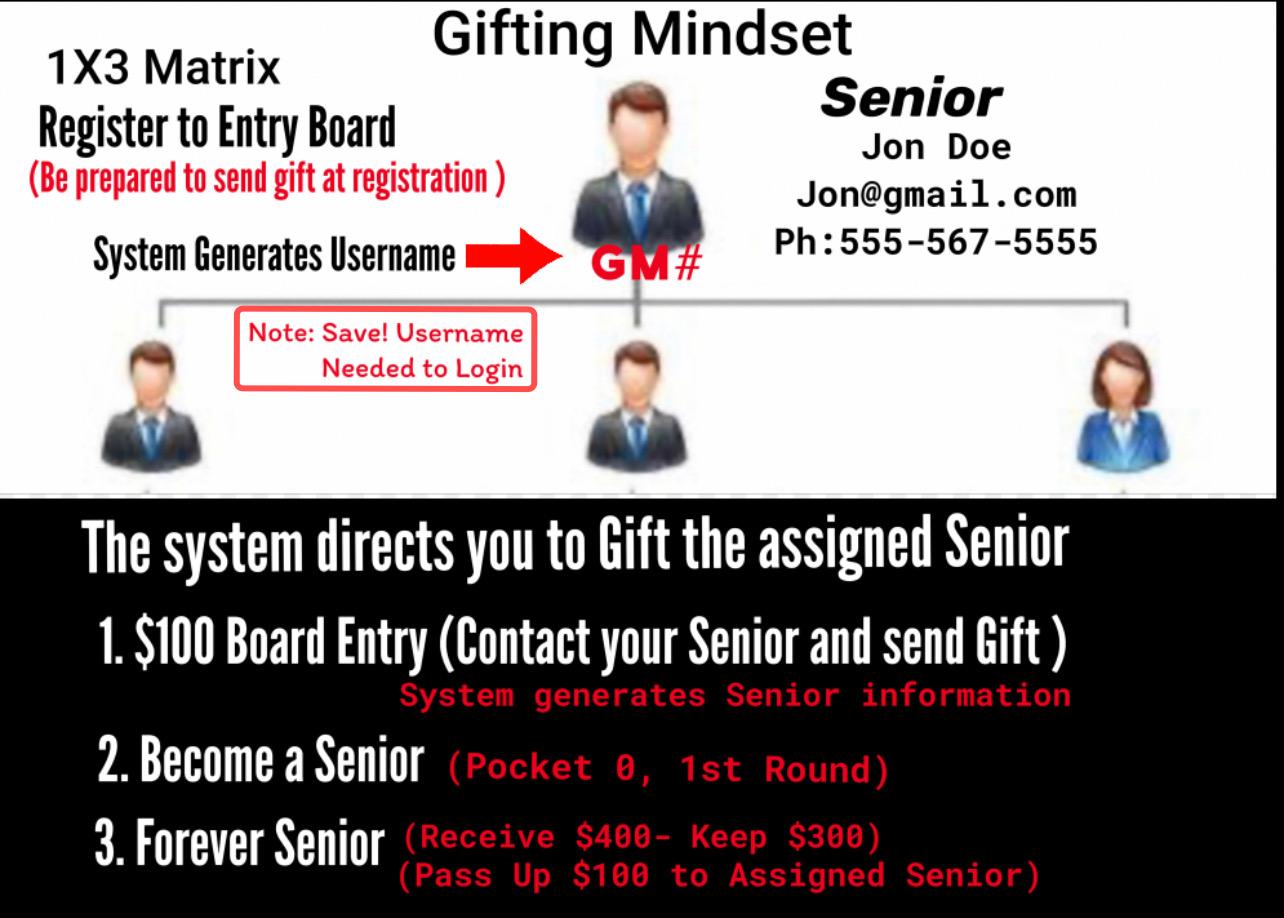 Gifting Mindset
1X3 Matrix
Register to Entry Board
(Be prepared to send gift at registration )
Senior
Jon Doe
Jon@gmail.com
Ph:555-567-5555
System Generates Username
GM#
Note: Save! Username
Needed to Login
The system directs you to Gift the assigned Senior
1. $100 Board Entry (Contact your Senior and send Gift )
System generates Senior information
2. Become a Senior (Pocket 0, 1st Round)
3. Forever Senior (Receive $400- Keep $300)
(Pass Up $100 to Assigned Senior)